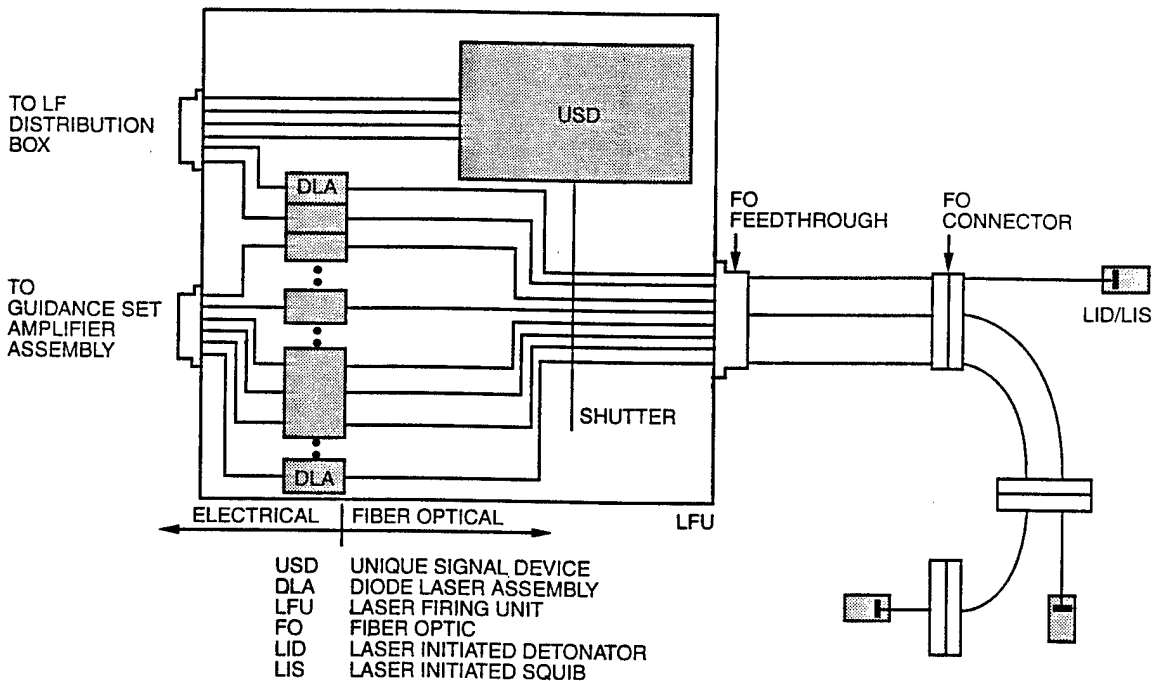 TO LF
DISTRIBUTION
BOX
USD
DLA
FO
FEEDTHROUGH
FO
CONNECTOR
LID/LIS
TO
GUIDANCE SET
AMPLIFIER
ASSEMBLY
SHUTTER
DLA
ELECTRICAL
FIBER OPTICAL
LFU
USD UNIQUE SIGNAL DEVICE
DLA DIODE LASER ASSEMBLY
LFU LASER FIRING UNIT
FO FIBER OPTIC
LID LASER INITIATED DETONATOR
LIS LASER INITIATED SQUIB